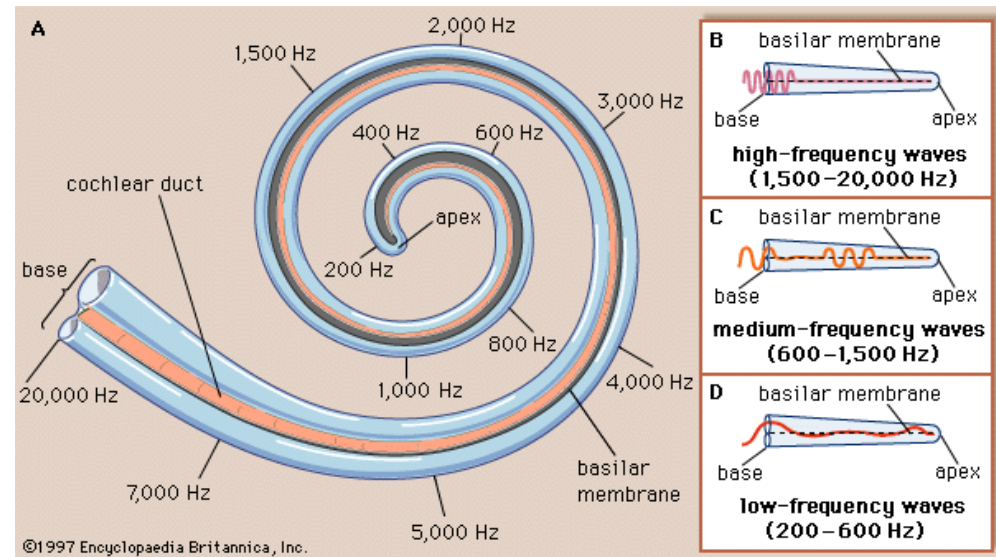 A
2,000 Hz
1,500 Hz
3,000 Hz
400 Hz
600 Hz
cochlear duct
apex
200 Hz
base
800 Hz
1,000 Hz
4,000 Hz
20,000 Hz
7,000 Hz
basilar
membrane
5,000 Hz
©1997 Encyclopaedia Britannica, Inc.
B
basilar membrane
base
apex
high-frequency waves
(1,500–20,000 Hz)
C
basilar membrane
base
apex
medium-frequency waves
(600–1,500 Hz)
D
basilar membrane
base
apex
low-frequency waves
(200–600 Hz)